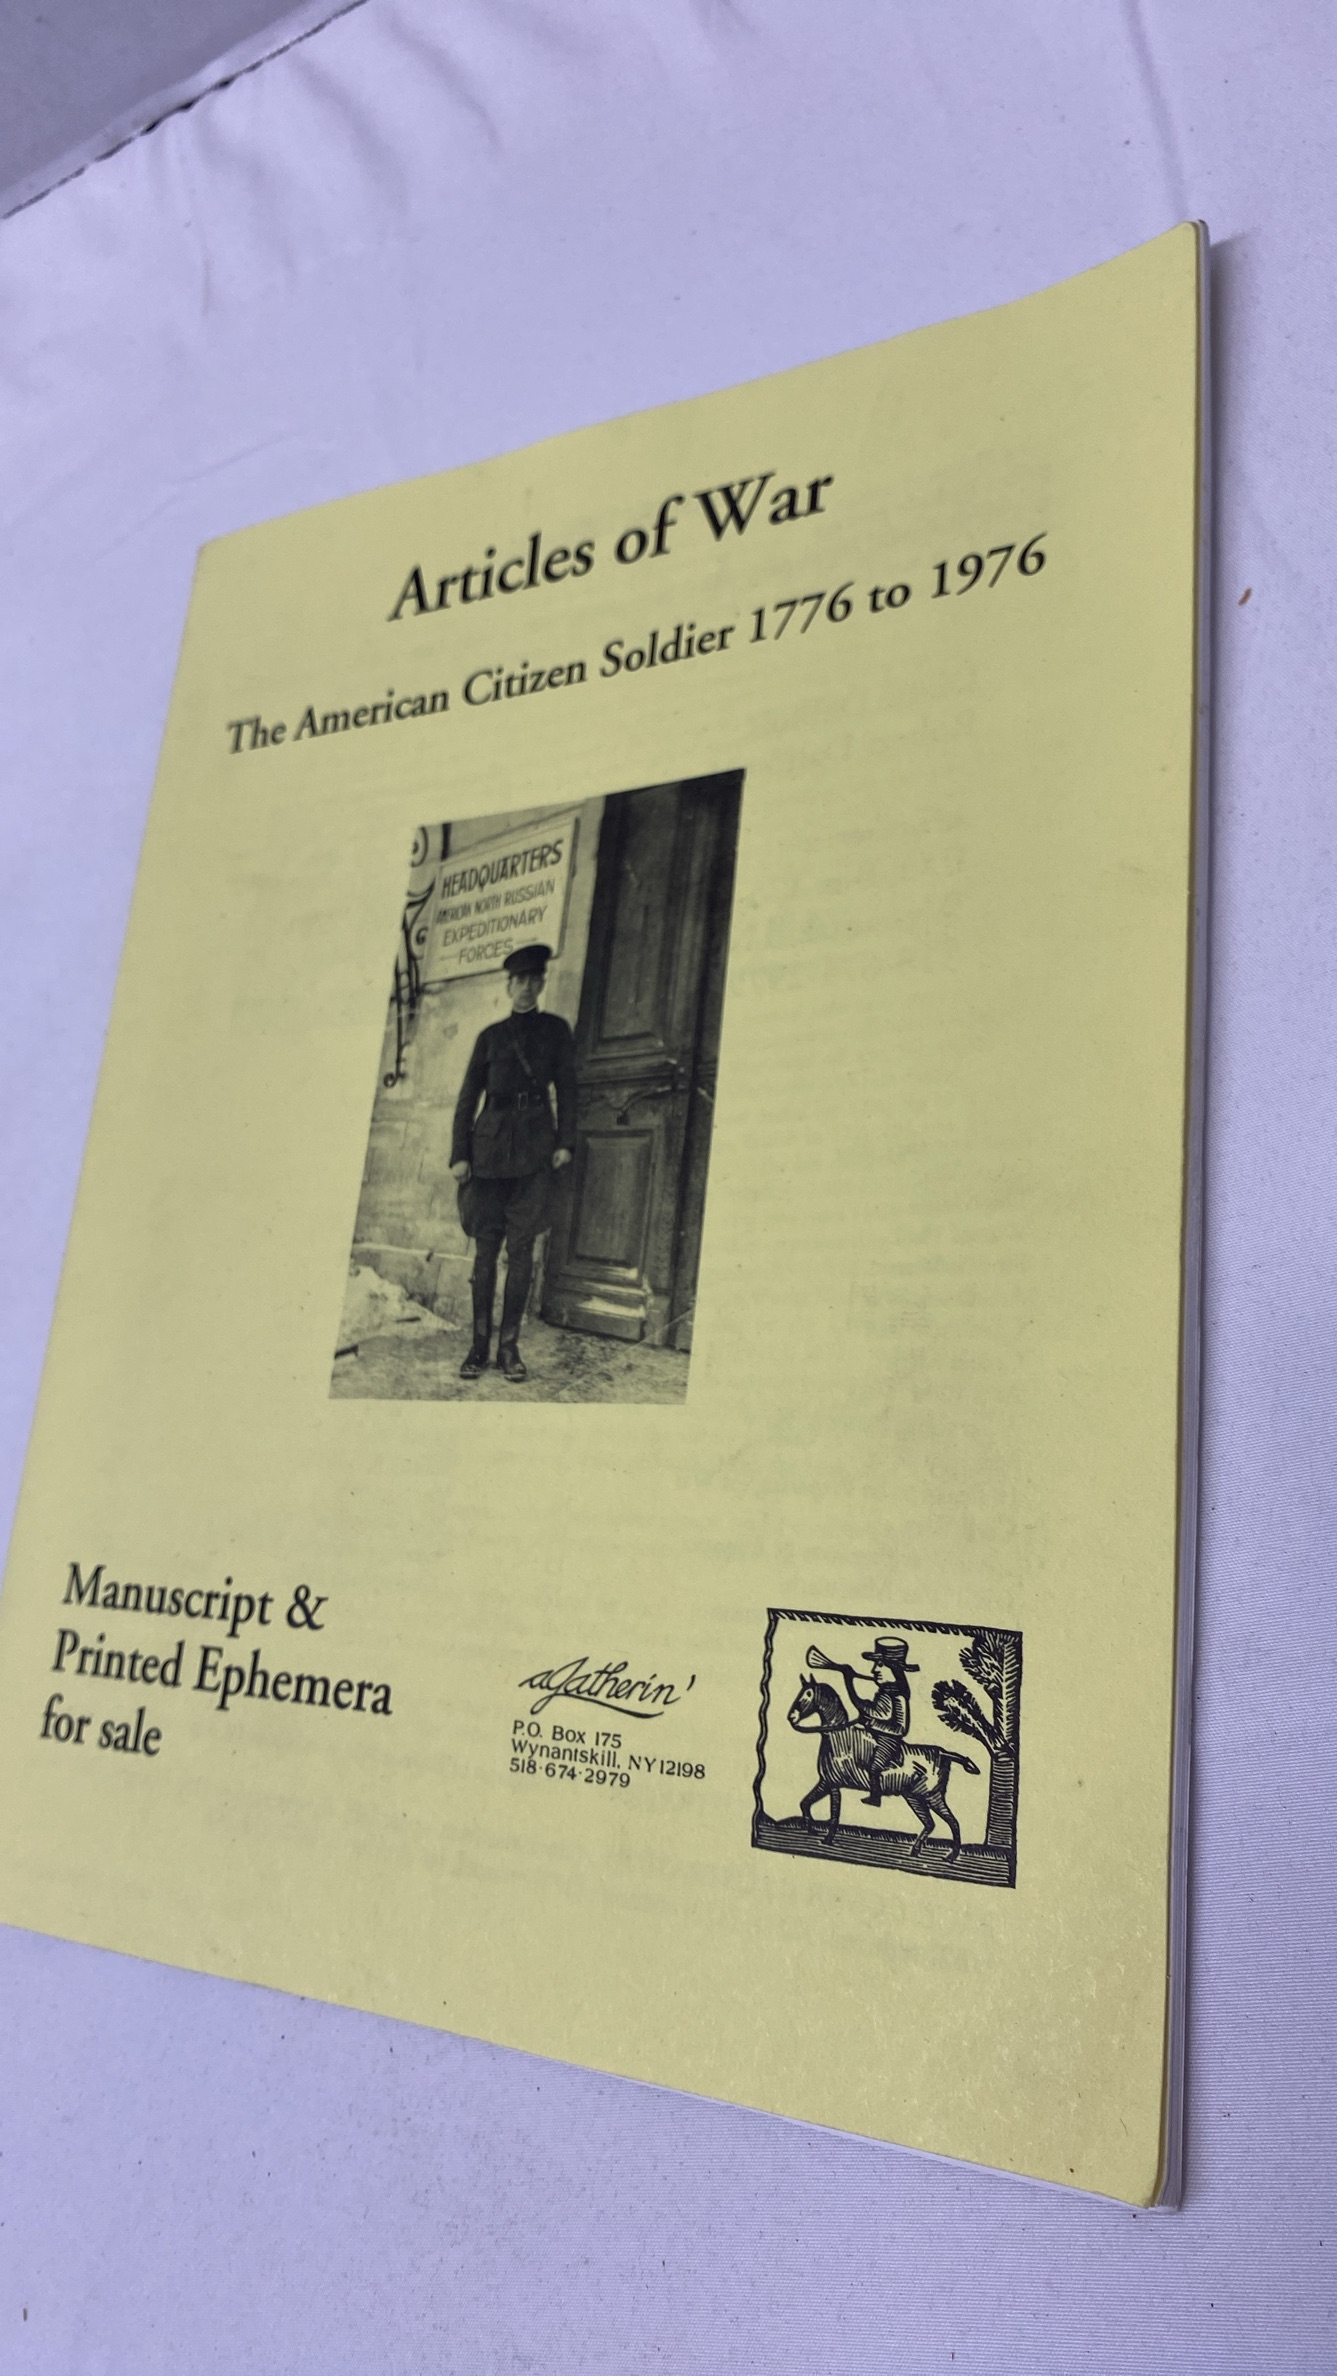 Articles of War
The American Citizen Soldier 1776 to 1976
HEADQUARTERS
AMERICAN NORTH RUSSIAN
EXPEDITIONARY
FORCES
Manuscript &
Printed Ephemera
for sale
aGatherin'
P.O. Box 175
Wynantskill, NY 12198
518·674·2979